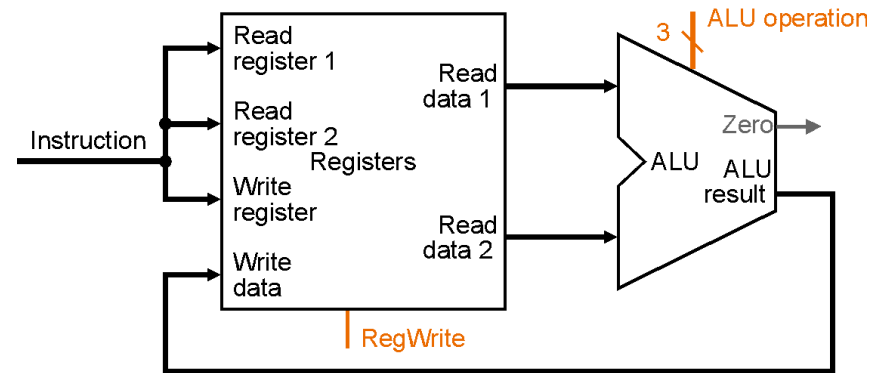 ALU operation
3
Read
register 1
Read
data 1
Read
register 2
Instruction
Registers
Zero
ALU
ALU
result
Write
register
Read
data 2
Write
data
RegWrite